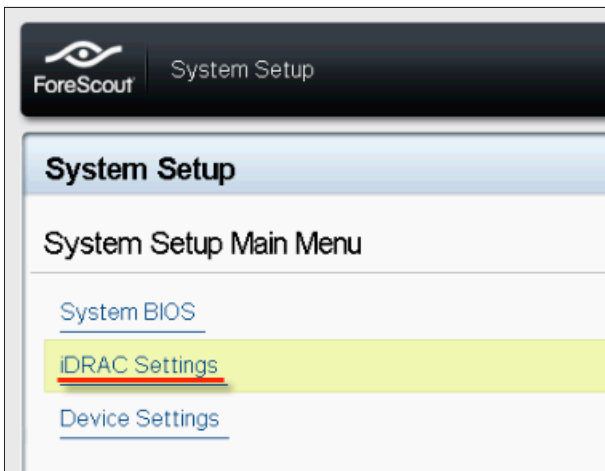 ForeScout
System Setup
System Setup
System Setup Main Menu
System BIOS
iDRAC Settings
Device Settings